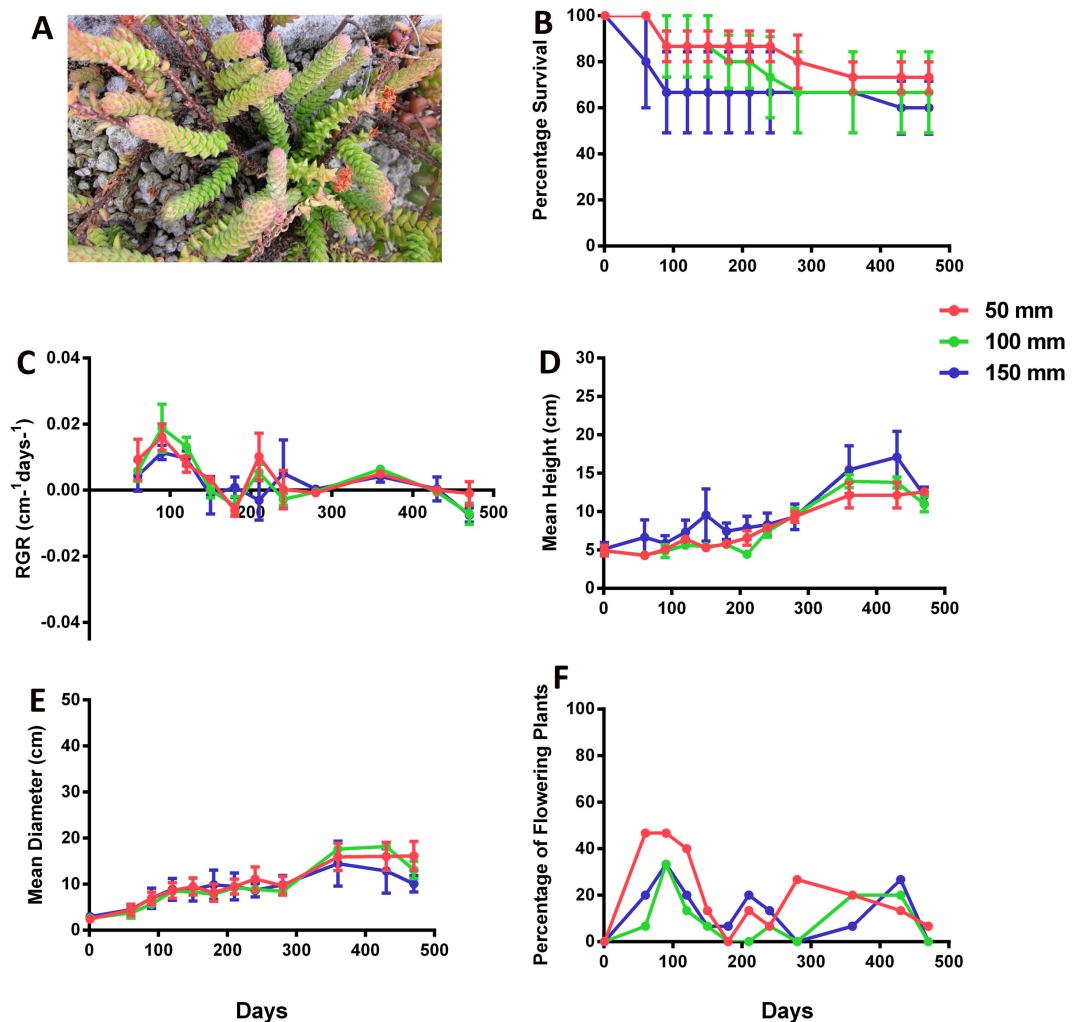 A
B
Percentage Survival
100
80
60
40
20
0
0 100 200 300 400 500
50 mm
100 mm
150 mm
C
RGR (cm-1days-1)
0.04
0.02
0.00
-0.02
-0.04
100 200 300 400 500
D
Mean Height (cm)
30
25
20
15
10
5
0
0 100 200 300 400 500
E
Mean Diameter (cm)
50
40
30
20
10
0
0 100 200 300 400 500
Days
F
Percentage of Flowering Plants
100
80
60
40
20
0
0 100 200 300 400 500
Days